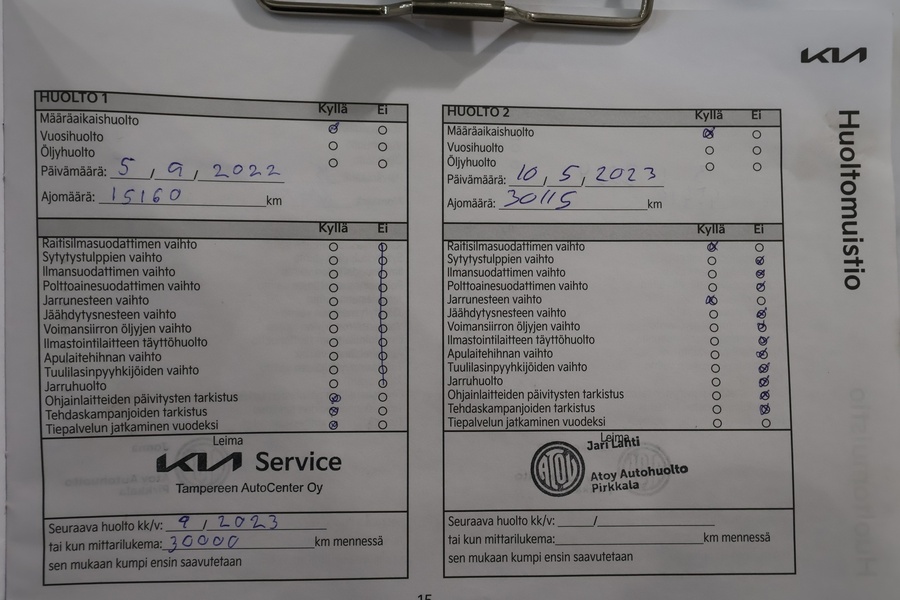 KIA
Huoltomuistio
HUOLTO 1
Kyllä Ei
Määräaikaishuolto
Vuosihuolto
Öljyhuolto
Päivämäärä: 5, 9, 2022
Ajomäärä: 15160 km
Kyllä Ei
Raitisilmasuodattimen vaihto
Sytytystulppien vaihto
Ilmansuodattimen vaihto
Polttoainesuodattimen vaihto
Jarrunesteen vaihto
Jäähdytysnesteen vaihto
Voimansiirron öljyjen vaihto
Ilmastointilaitteen täyttöhuolto
Apulaitehihnan vaihto
Tuulilasinpyyhkijöiden vaihto
Jarruhuolto
Ohjainlaitteiden päivitysten tarkistus
Tehdaskampanjoiden tarkistus
Tiepalvelun jatkaminen vuodeksi
Leima
KIA Service
Tampereen AutoCenter Oy
Seuraava huolto kk/v: 9, 2023
tai kun mittarilukema: 30000 km mennessä
sen mukaan kumpi ensin saavutetaan
HUOLTO 2
Kyllä Ei
Määräaikaishuolto
Vuosihuolto
Öljyhuolto
Päivämäärä: 10, 5, 2023
Ajomäärä: 30115 km
Kyllä Ei
Raitisilmasuodattimen vaihto
Sytytystulppien vaihto
Ilmansuodattimen vaihto
Polttoainesuodattimen vaihto
Jarrunesteen vaihto
Jäähdytysnesteen vaihto
Voimansiirron öljyjen vaihto
Ilmastointilaitteen täyttöhuolto
Apulaitehihnan vaihto
Tuulilasinpyyhkijöiden vaihto
Jarruhuolto
Ohjainlaitteiden päivitysten tarkistus
Tehdaskampanjoiden tarkistus
Tiepalvelun jatkaminen vuodeksi
Leima
Jari Lahti
ATOY
Atoy Autohuolto
Pirkkala
Seuraava huolto kk/v: /
tai kun mittarilukema: km mennessä
sen mukaan kumpi ensin saavutetaan
15